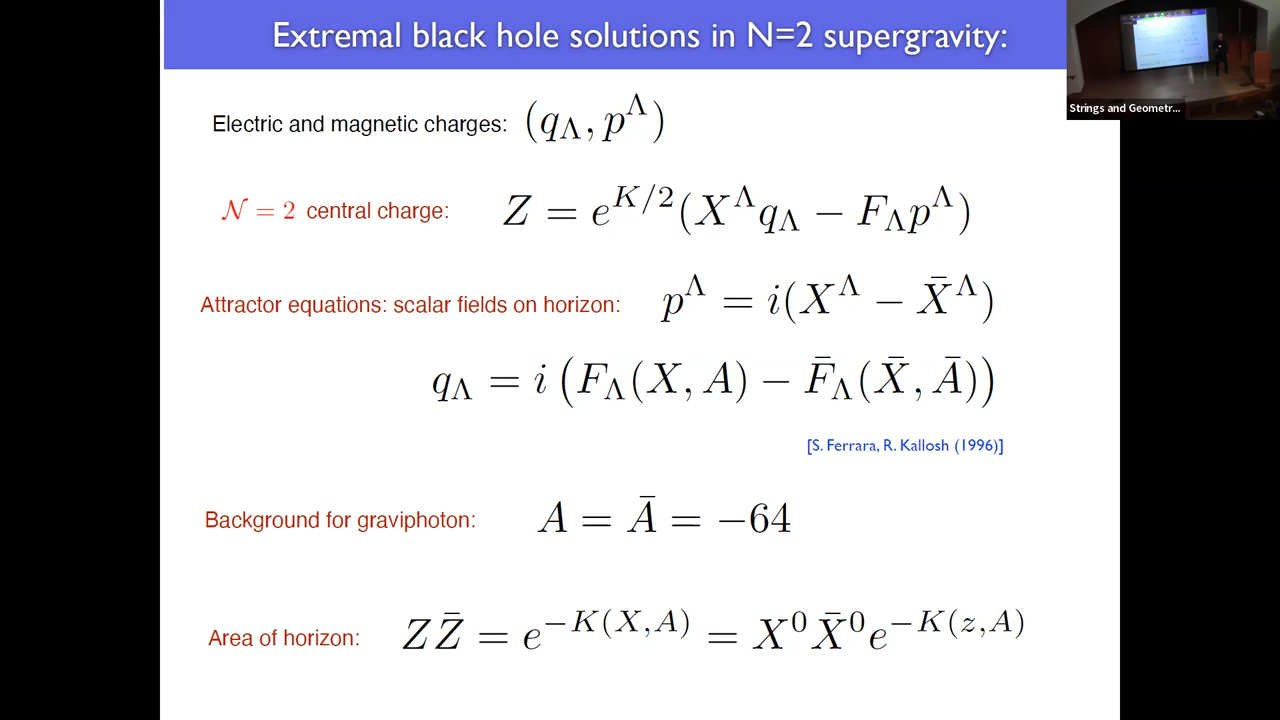 Extremal black hole solutions in N=2 supergravity:
Strings and Geometr...
Electric and magnetic charges: (q_Λ, p^Λ)
𝒩 = 2 central charge: Z = e^{K/2}(X^Λ q_Λ − F_Λ p^Λ)
Attractor equations: scalar fields on horizon: p^Λ = i(X^Λ − X̄^Λ)
q_Λ = i (F_Λ(X, A) − F̄_Λ(X̄, Ā))
[S. Ferrara, R. Kallosh (1996)]
Background for graviphoton: A = Ā = −64
Area of horizon: ZZ̄ = e^{−K(X,A)} = X^0 X̄^0 e^{−K(z,A)}